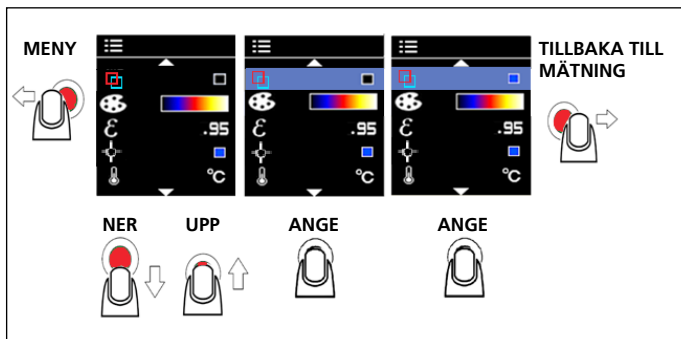 MENY
TILLBAKA TILL
MÄTNING
ε .95
°C
ε .95
°C
ε .95
°C
NER UPP ANGE ANGE